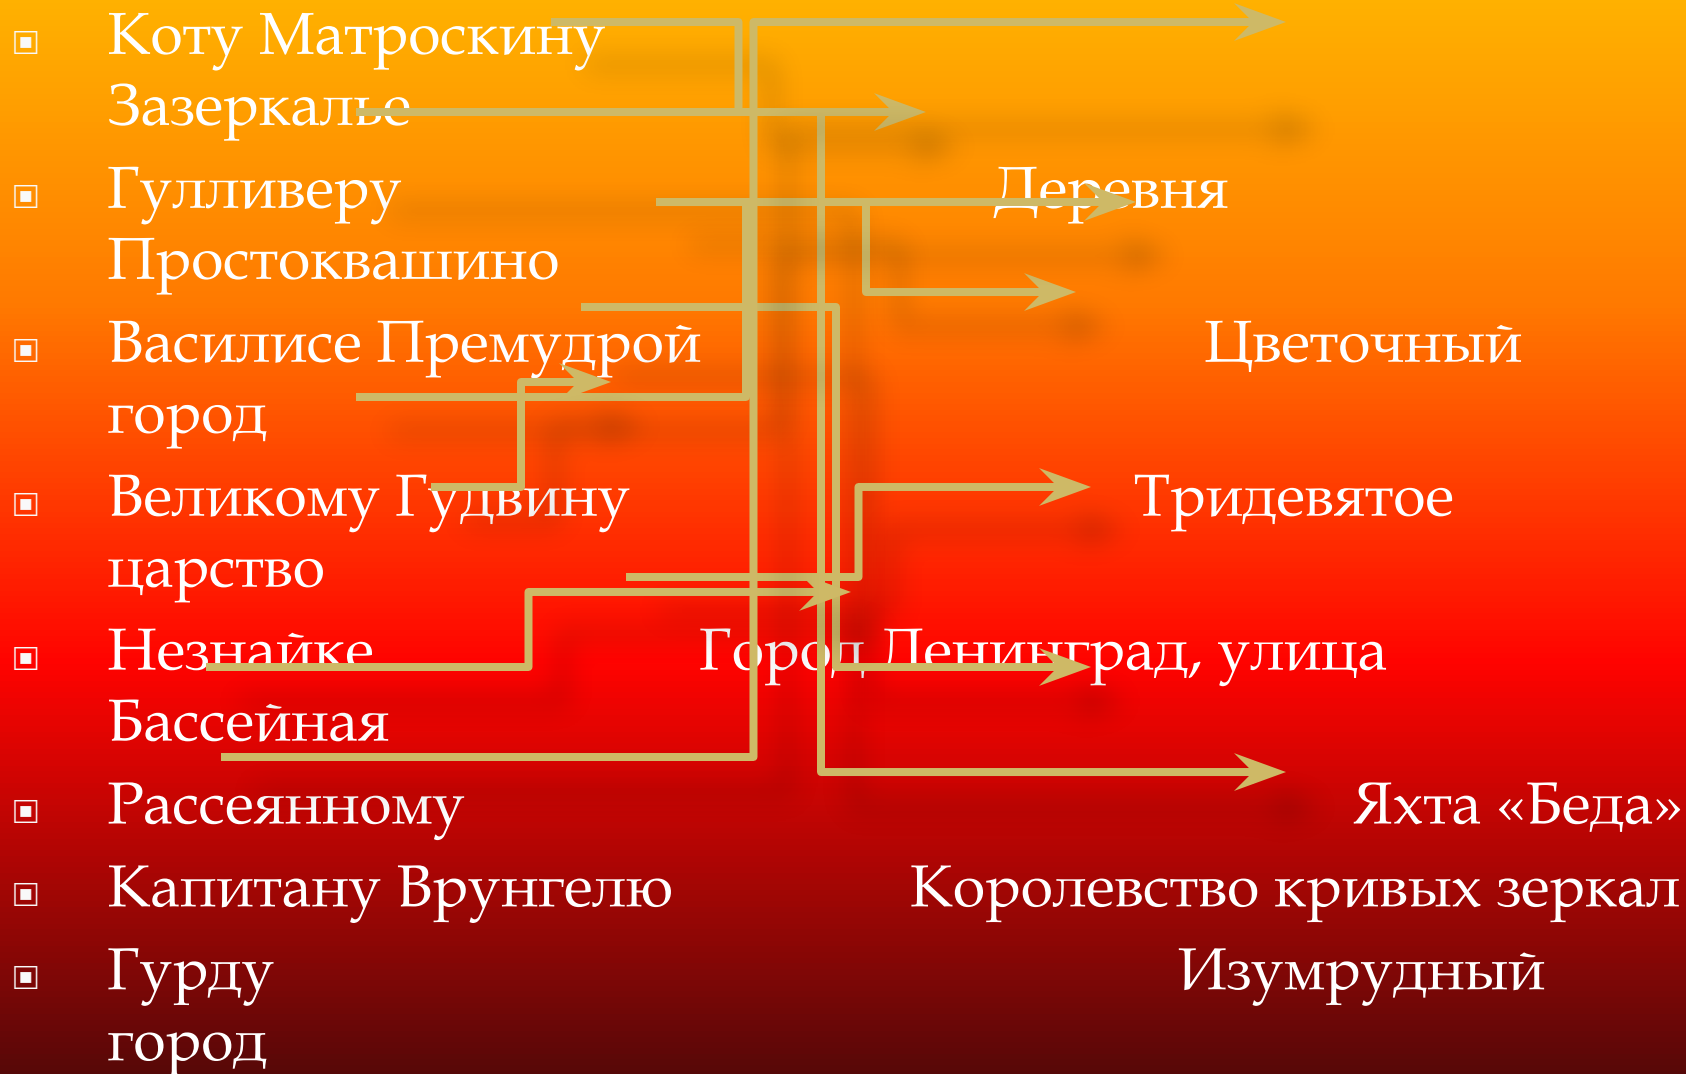 Коту Матроскину
Зазеркалье
Гулливеру Деревня
Простоквашино
Василисе Премудрой Цветочный
город
Великому Гудвину Тридевятое
царство
Незнайке Город Ленинград, улица
Бассейная
Рассеянному Яхта «Беда»
Капитану Врунгелю Королевство кривых зеркал
Гурду Изумрудный
город